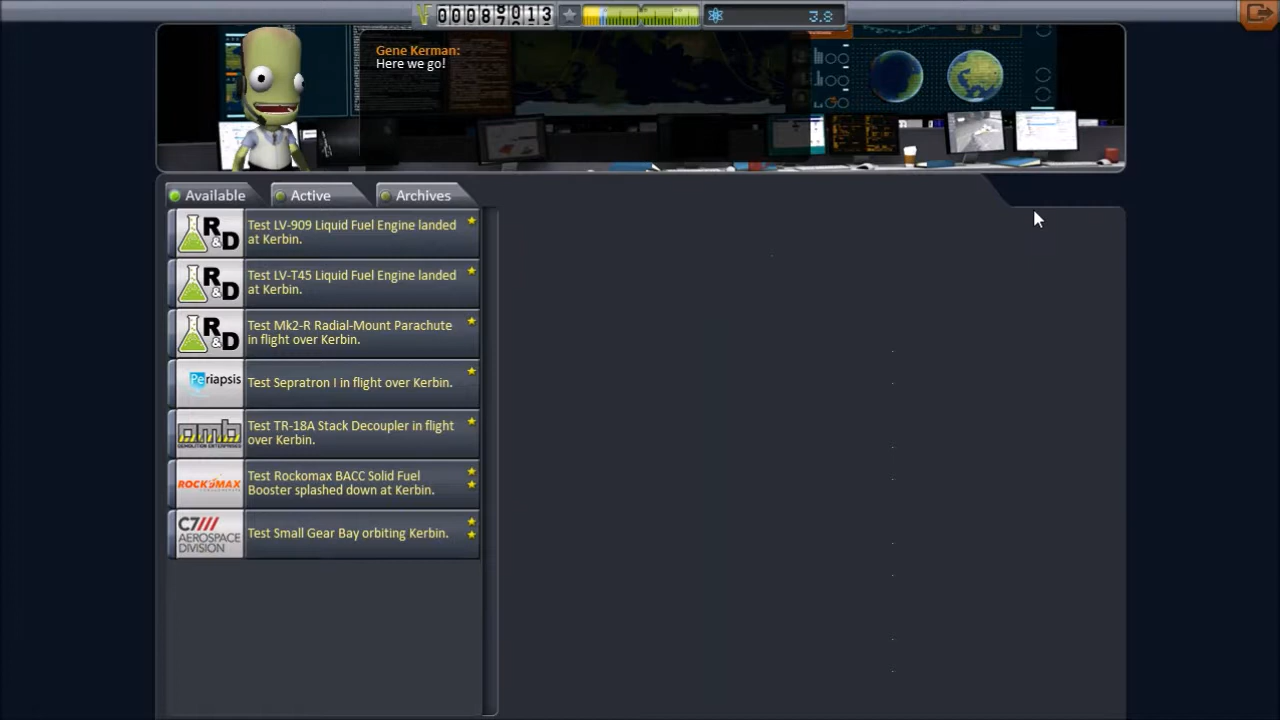 3.8
Gene Kerman:
Here we go!
Available
Active
Archives
R&D
Test LV-909 Liquid Fuel Engine landed
at Kerbin.
R&D
Test LV-T45 Liquid Fuel Engine landed
at Kerbin.
R&D
Test Mk2-R Radial-Mount Parachute
in flight over Kerbin.
Periapsis
Test Sepratron I in flight over Kerbin.
OMB
DEMOLITION ENTERPRISES
Test TR-18A Stack Decoupler in flight
over Kerbin.
ROCKOMAX
Test Rockomax BACC Solid Fuel
Booster splashed down at Kerbin.
C7///
AEROSPACE
DIVISION
Test Small Gear Bay orbiting Kerbin.